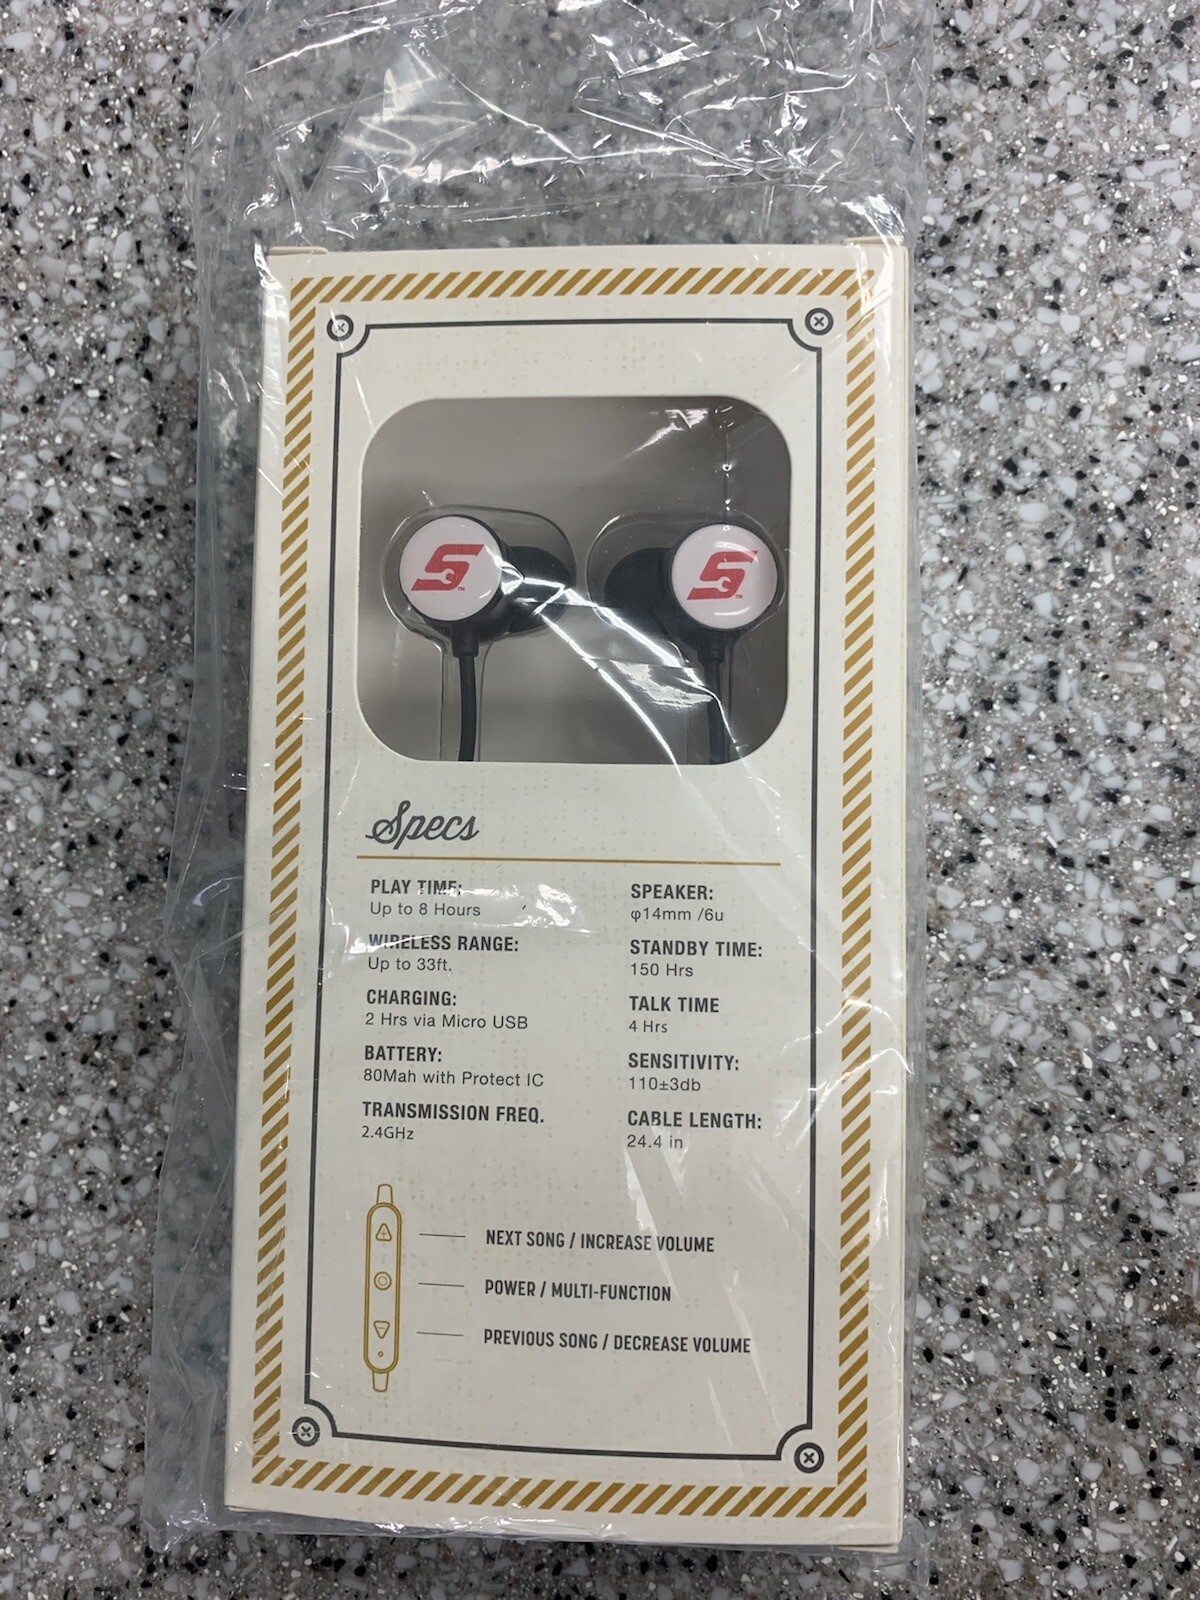 S
TM
S
TM
Specs
PLAY TIME:
Up to 8 Hours
WIRELESS RANGE:
Up to 33ft.
CHARGING:
2 Hrs via Micro USB
BATTERY:
80Mah with Protect IC
TRANSMISSION FREQ.
2.4GHz
SPEAKER:
φ14mm /6u
STANDBY TIME:
150 Hrs
TALK TIME
4 Hrs
SENSITIVITY:
110±3db
CABLE LENGTH:
24.4 in
NEXT SONG / INCREASE VOLUME
POWER / MULTI-FUNCTION
PREVIOUS SONG / DECREASE VOLUME